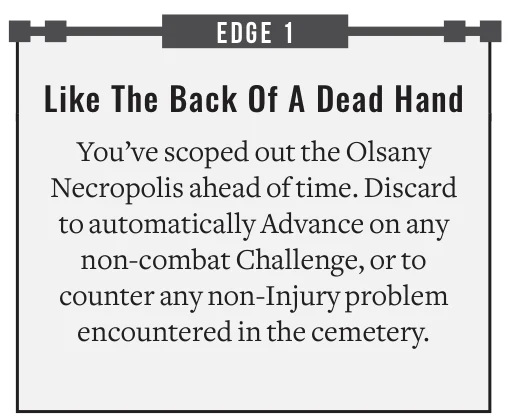 EDGE 1
Like The Back Of A Dead Hand
You’ve scoped out the Olsany
Necropolis ahead of time. Discard
to automatically Advance on any
non-combat Challenge, or to
counter any non-Injury problem
encountered in the cemetery.